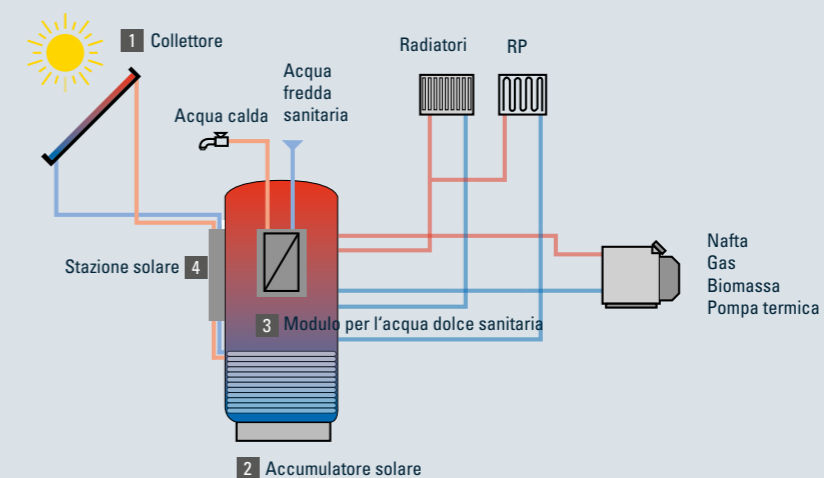 1 Collettore
Radiatori
RP
Acqua
fredda
sanitaria
Acqua calda
Stazione solare 4
3 Modulo per l‘acqua dolce sanitaria
Nafta
Gas
Biomassa
Pompa termica
2 Accumulatore solare